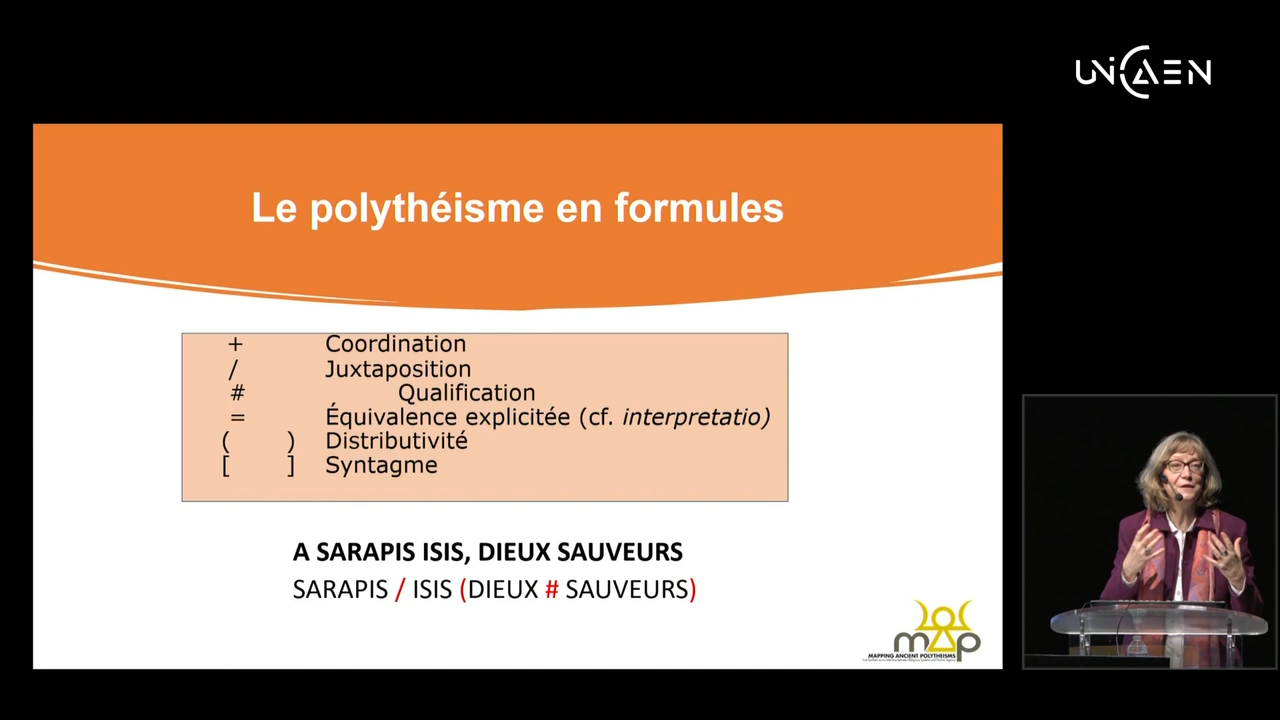 UNICAEN
Le polythéisme en formules
+ Coordination
/ Juxtaposition
# Qualification
= Équivalence explicitée (cf. interpretatio)
( ) Distributivité
[ ] Syntagme
A SARAPIS ISIS, DIEUX SAUVEURS
SARAPIS / ISIS (DIEUX # SAUVEURS)
map
MAPPING ANCIENT POLYTHEISMS